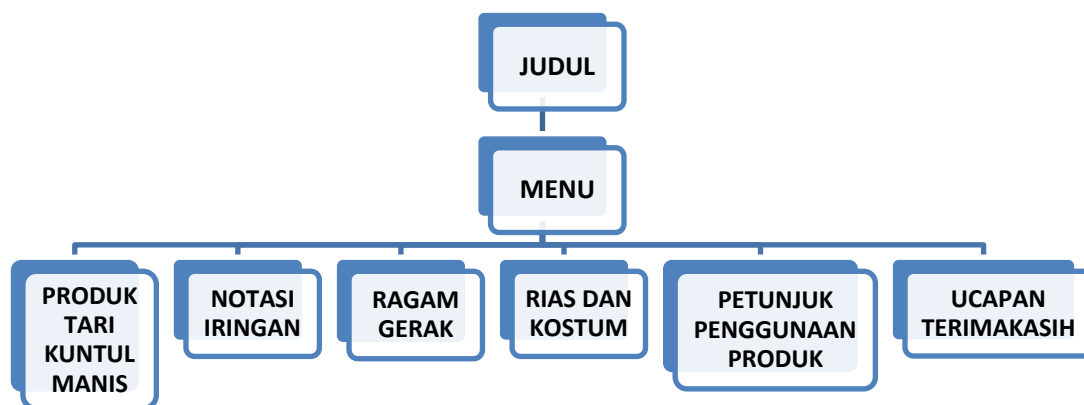 JUDUL
MENU
PRODUK
TARI
KUNTUL
MANIS
NOTASI
IRINGAN
RAGAM
GERAK
RIAS DAN
KOSTUM
PETUNJUK
PENGGUNAAN
PRODUK
UCAPAN
TERIMAKASIH